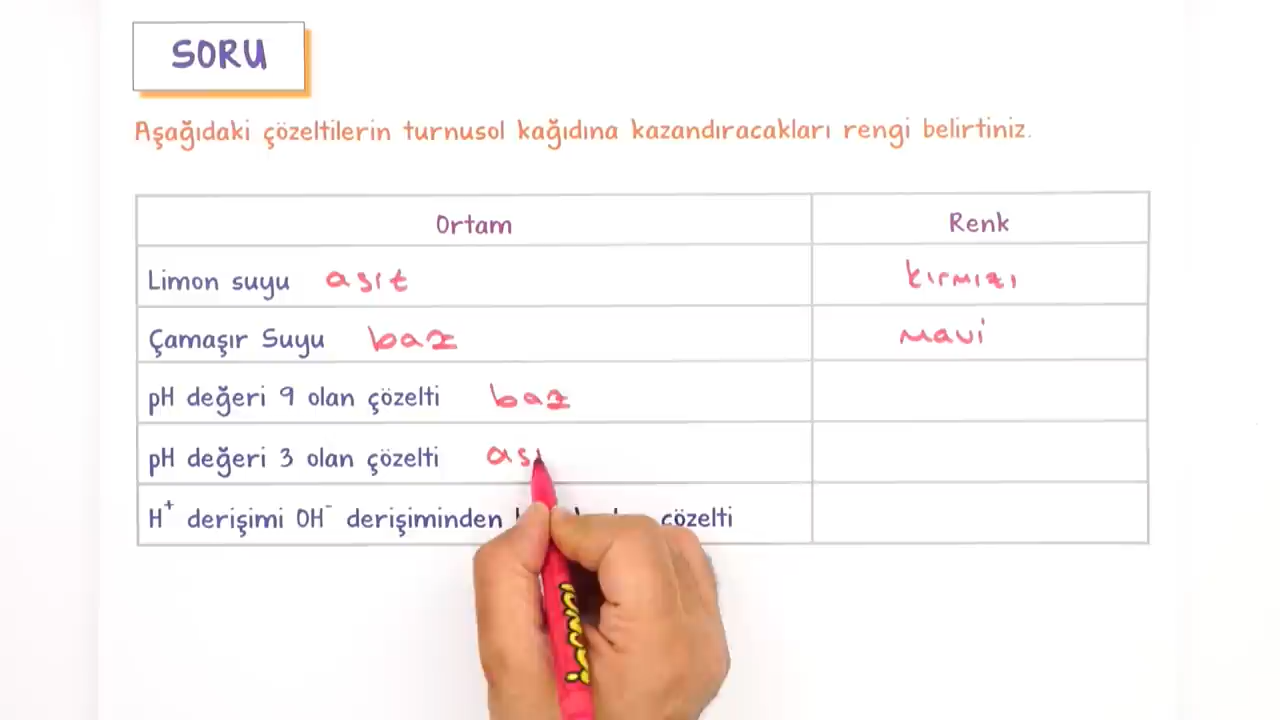 SORU
Aşağıdaki çözeltilerin turnusol kağıdına kazandıracakları rengi belirtiniz.
Ortam Renk
Limon suyu asit kırmızı
Çamaşır Suyu baz mavi
pH değeri 9 olan çözelti baz
pH değeri 3 olan çözelti ası
H⁺ derişimi OH⁻ derişiminden çözelti